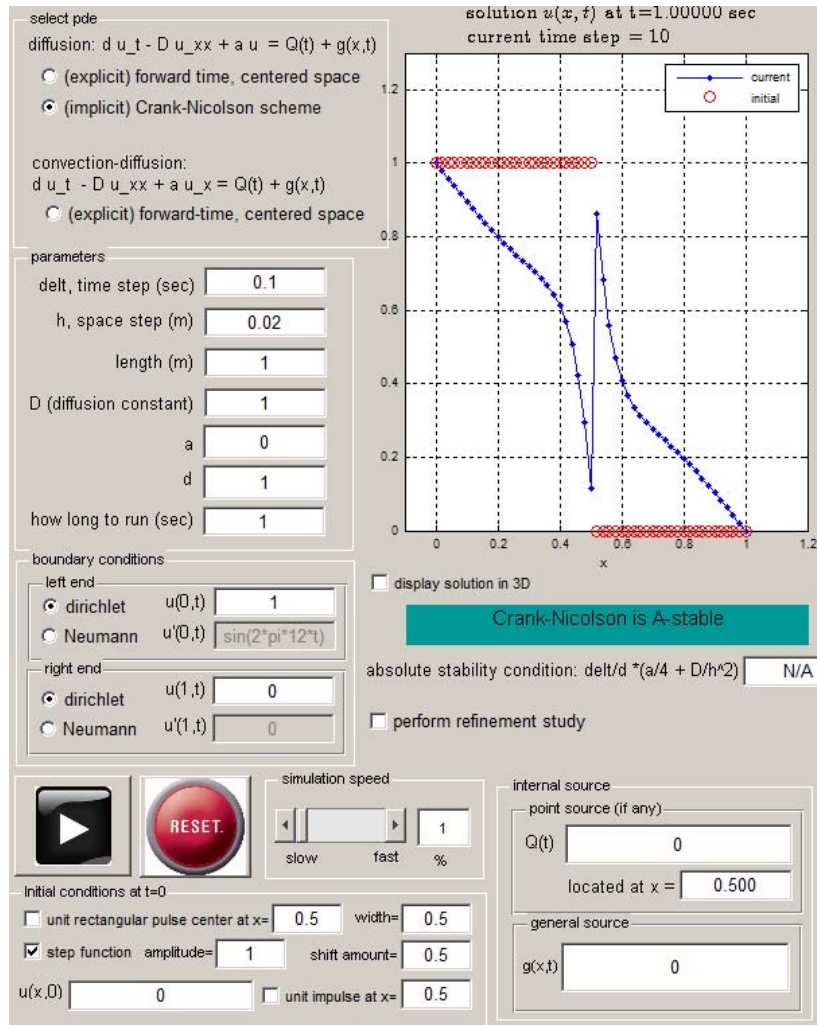 select pde
diffusion: d u_t - D u_xx + a u = Q(t) + g(x,t)
(explicit) forward time, centered space
(implicit) Crank-Nicolson scheme
convection-diffusion:
d u_t - D u_xx + a u_x = Q(t) + g(x,t)
(explicit) forward-time, centered space
parameters
delt, time step (sec) 0.1
h, space step (m) 0.02
length (m) 1
D (diffusion constant) 1
a 0
d 1
how long to run (sec) 1
boundary conditions
left end
dirichlet u(0,t) 1
Neumann u'(0,t) sin(2*pi*12*t)
right end
dirichlet u(1,t) 0
Neumann u'(1,t) 0
solution u(x,t) at t=1.00000 sec
current time step = 10
current
initial
1.2
1
0.8
0.6
0.4
0.2
0
0 0.2 0.4 0.6 0.8 1 1.2
x
display solution in 3D
Crank-Nicolson is A-stable
absolute stability condition: delt/d *(a/4 + D/h^2) N/A
perform refinement study
RESET.
simulation speed
1
slow fast %
Initial conditions at t=0
unit rectangular pulse center at x= 0.5 width= 0.5
step function amplitude= 1 shift amount= 0.5
u(x,0) 0 unit impulse at x= 0.5
internal source
point source (if any)
Q(t) 0
located at x = 0.500
general source
g(x,t) 0